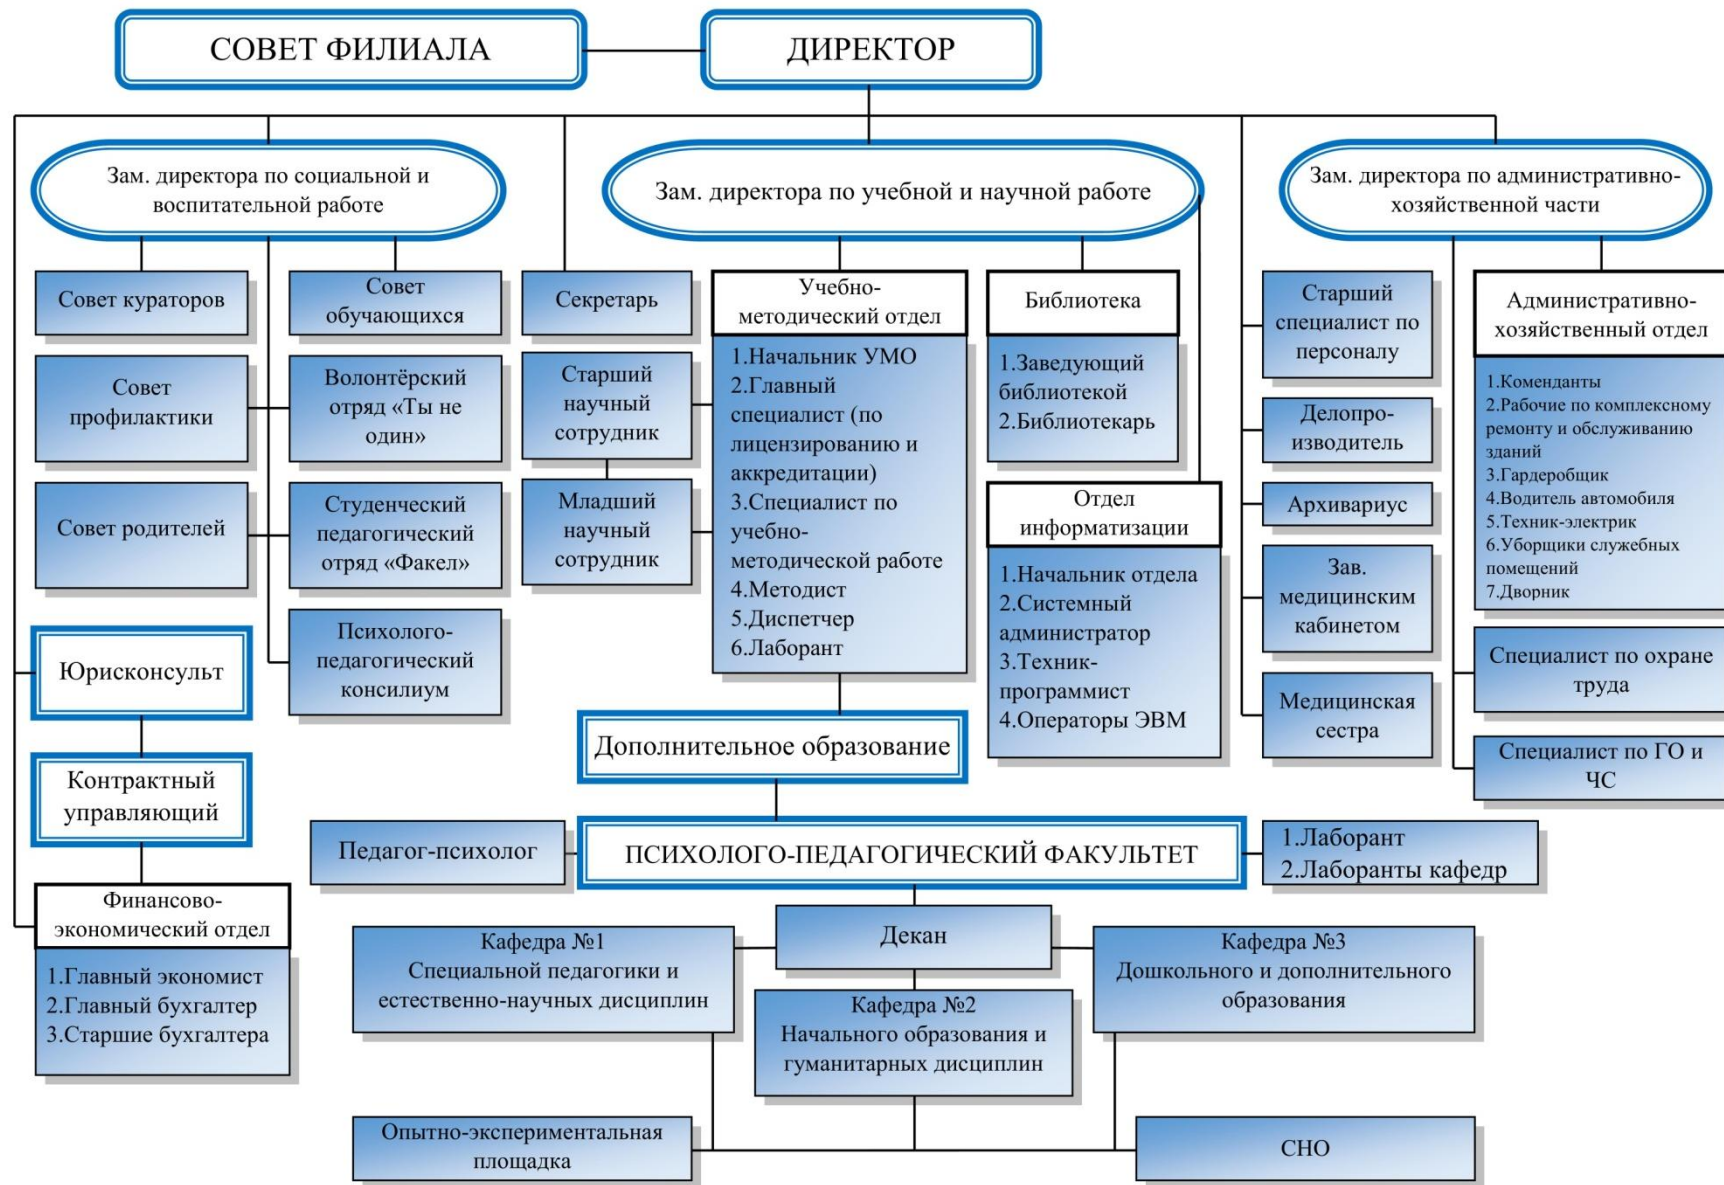 СОВЕТ ФИЛИАЛА
ДИРЕКТОР
Зам. директора по социальной и
воспитательной работе
Зам. директора по учебной и научной работе
Зам. директора по административно-
хозяйственной части
Совет кураторов
Совет
обучающихся
Совет
профилактики
Волонтёрский
отряд «Ты не
один»
Совет родителей
Студенческий
педагогический
отряд «Факел»
Психолого-
педагогический
консилиум
Юрисконсульт
Контрактный
управляющий
Финансово-
экономический отдел
1.Главный экономист
2.Главный бухгалтер
3.Старшие бухгалтера
Секретарь
Старший
научный
сотрудник
Младший
научный
сотрудник
Учебно-
методический отдел
1.Начальник УМО
2.Главный
специалист (по
лицензированию и
аккредитации)
3.Специалист по
учебно-
методической работе
4.Методист
5.Диспетчер
6.Лаборант
Библиотека
1.Заведующий
библиотекой
2.Библиотекарь
Отдел
информатизации
1.Начальник отдела
2.Системный
администратор
3.Техник-
программист
4.Операторы ЭВМ
Старший
специалист по
персоналу
Делопро-
изводитель
Архивариус
Зав.
медицинским
кабинетом
Медицинская
сестра
Административно-
хозяйственный отдел
1.Коменданты
2.Рабочие по комплексному
ремонту и обслуживанию
зданий
3.Гардеробщик
4.Водитель автомобиля
5.Техник-электрик
6.Уборщики служебных
помещений
7.Дворник
Специалист по охране
труда
Специалист по ГО и
ЧС
Дополнительное образование
Педагог-психолог
ПСИХОЛОГО-ПЕДАГОГИЧЕСКИЙ ФАКУЛЬТЕТ
1.Лаборант
2.Лаборанты кафедр
Декан
Кафедра №1
Специальной педагогики и
естественно-научных дисциплин
Кафедра №2
Начального образования и
гуманитарных дисциплин
Кафедра №3
Дошкольного и дополнительного
образования
Опытно-экспериментальная
площадка
СНО